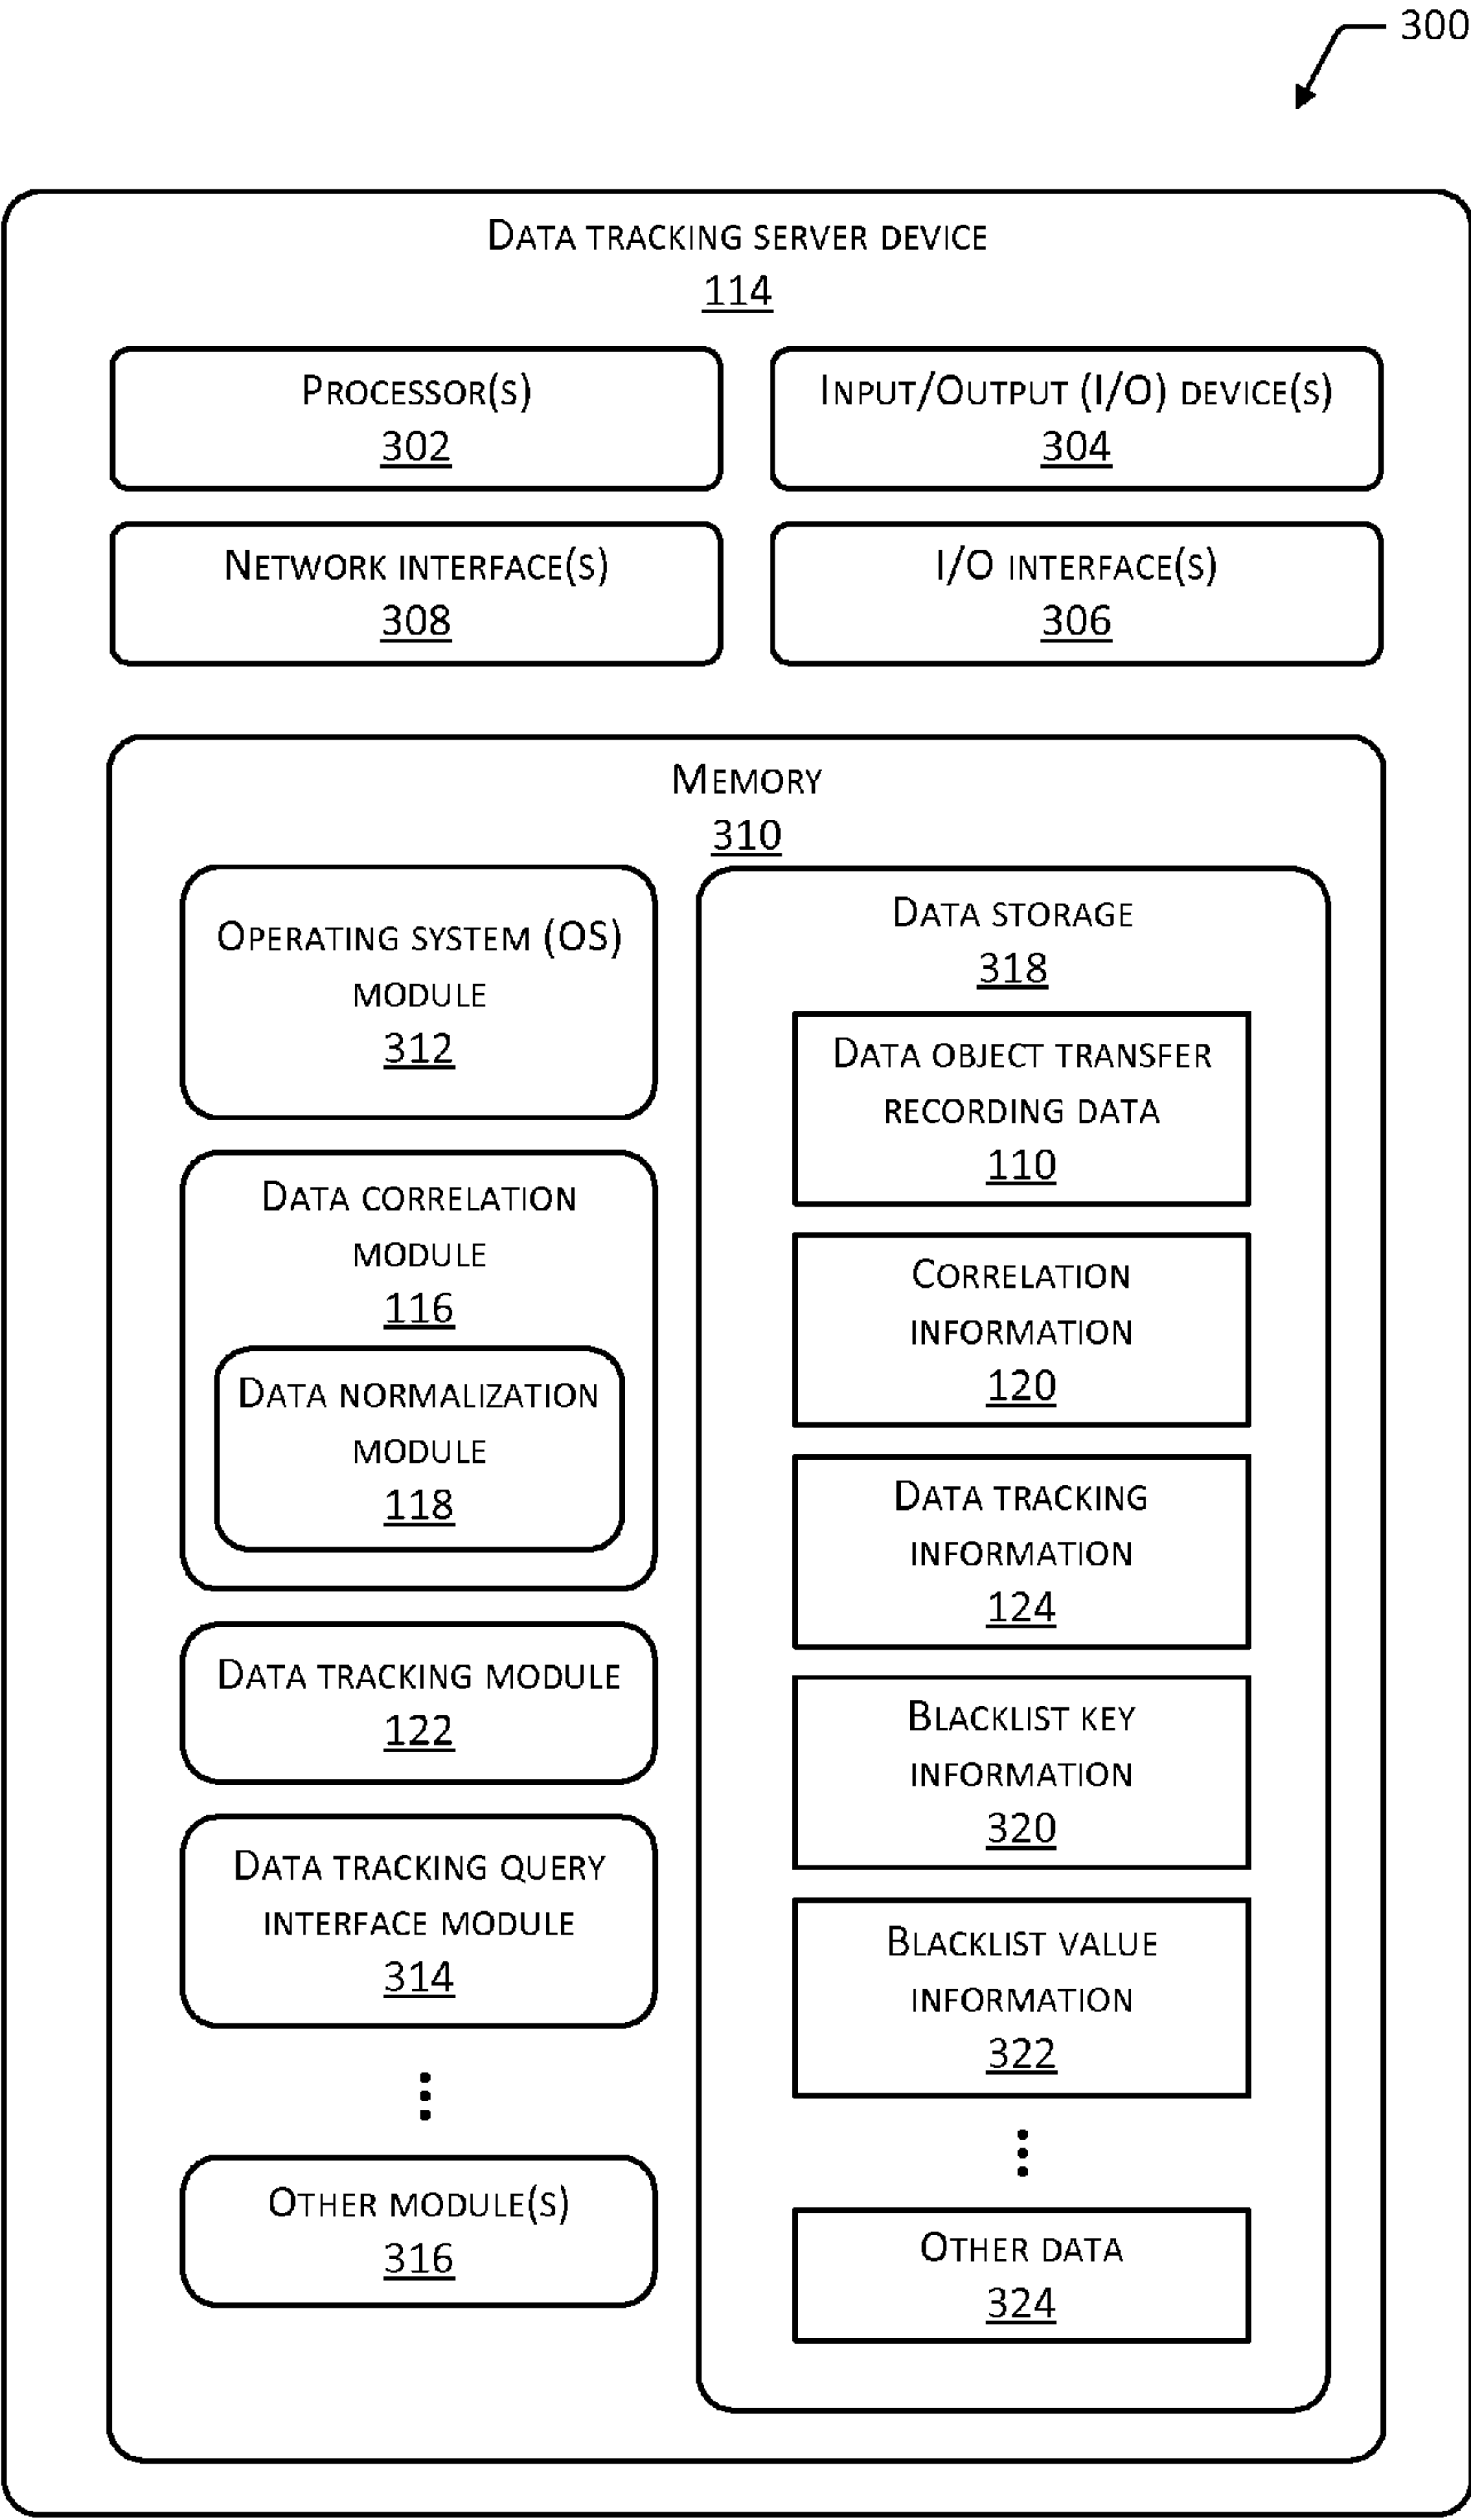 300
Data tracking server device
114
Processor(s)
302
Input/Output (I/O) device(s)
304
Network interface(s)
308
I/O interface(s)
306
Memory
310
Operating system (OS)
module
312
Data correlation
module
116
Data normalization
module
118
Data tracking module
122
Data tracking query
interface module
314
Other module(s)
316
Data storage
318
Data object transfer
recording data
110
Correlation
information
120
Data tracking
information
124
Blacklist key
information
320
Blacklist value
information
322
Other data
324